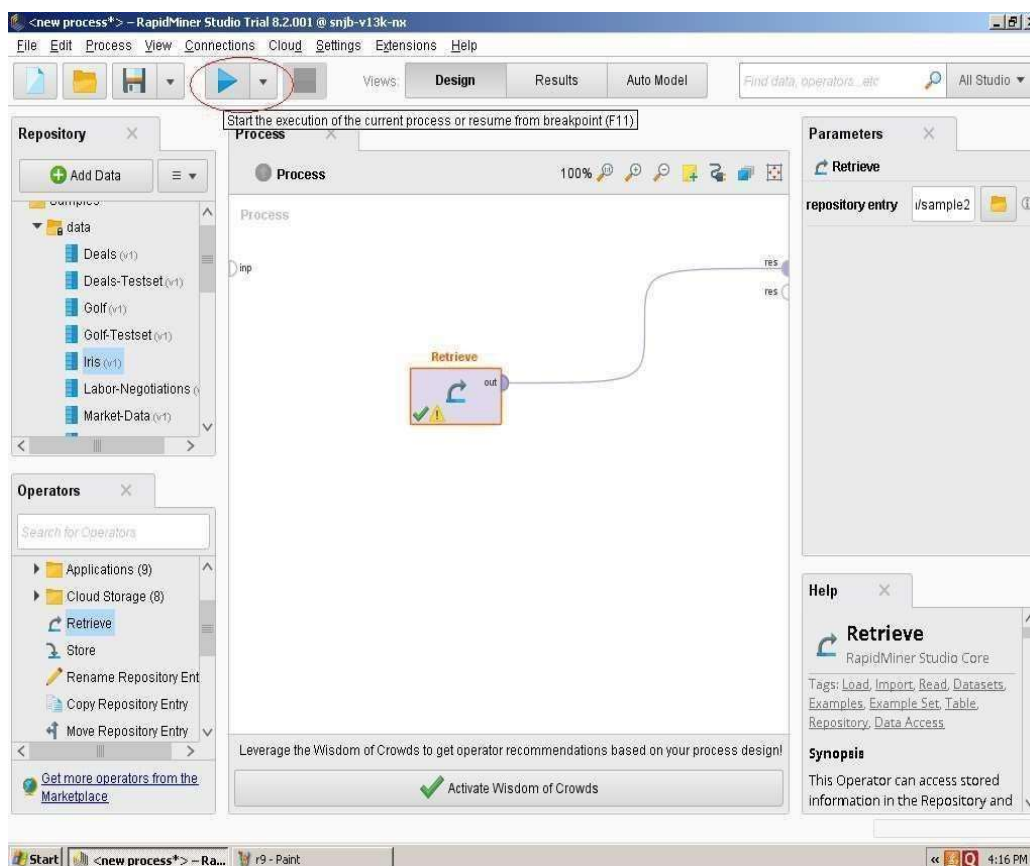 <new process*> – RapidMiner Studio Trial 8.2.001 @ snjb-v13k-nx
File Edit Process View Connections Cloud Settings Extensions Help
Views: Design Results Auto Model Find data, operators...etc All Studio
Start the execution of the current process or resume from breakpoint (F11)
Repository
Add Data
data
Deals (v1)
Deals-Testset (v1)
Golf (v1)
Golf-Testset (v1)
Iris (v1)
Labor-Negotiations
Market-Data (v1)
Operators
Search for Operators
Applications (9)
Cloud Storage (8)
Retrieve
Store
Rename Repository Ent
Copy Repository Entry
Move Repository Entry
Get more operators from the
Marketplace
Process
Process
100%
Process
inp
res
res
Retrieve
out
Leverage the Wisdom of Crowds to get operator recommendations based on your process design!
Activate Wisdom of Crowds
Parameters
Retrieve
repository entry /sample2
Help
Retrieve
RapidMiner Studio Core
Tags: Load, Import, Read, Datasets,
Examples, Example Set, Table,
Repository, Data Access
Synopsis
This Operator can access stored
information in the Repository and
Start <new process*> – Ra... r9 - Paint « 4:16 PM